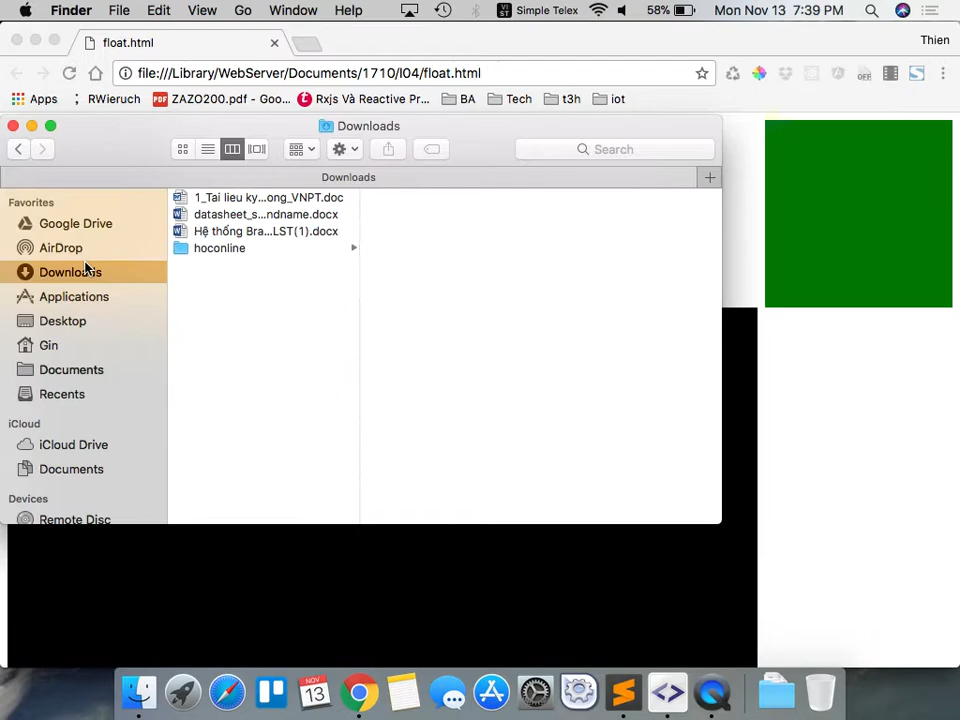 Finder File Edit View Go Window Help Simple Telex 58% Mon Nov 13 7:39 PM
float.html Thien
file:///Library/WebServer/Documents/1710/l04/float.html OFF
Apps RWieruch PDF ZAZO200.pdf - Goo... Rxjs Và Reactive Pr... BA Tech t3h iot
Downloads
Search
Downloads
Favorites
Google Drive
AirDrop
Downloads
Applications
Desktop
Gin
Documents
Recents
iCloud
iCloud Drive
Documents
Devices
Remote Disc
1_Tai lieu ky...ong_VNPT.doc
datasheet_s...ndname.docx
Hệ thống Bra...LST(1).docx
hoconline
NOV
13